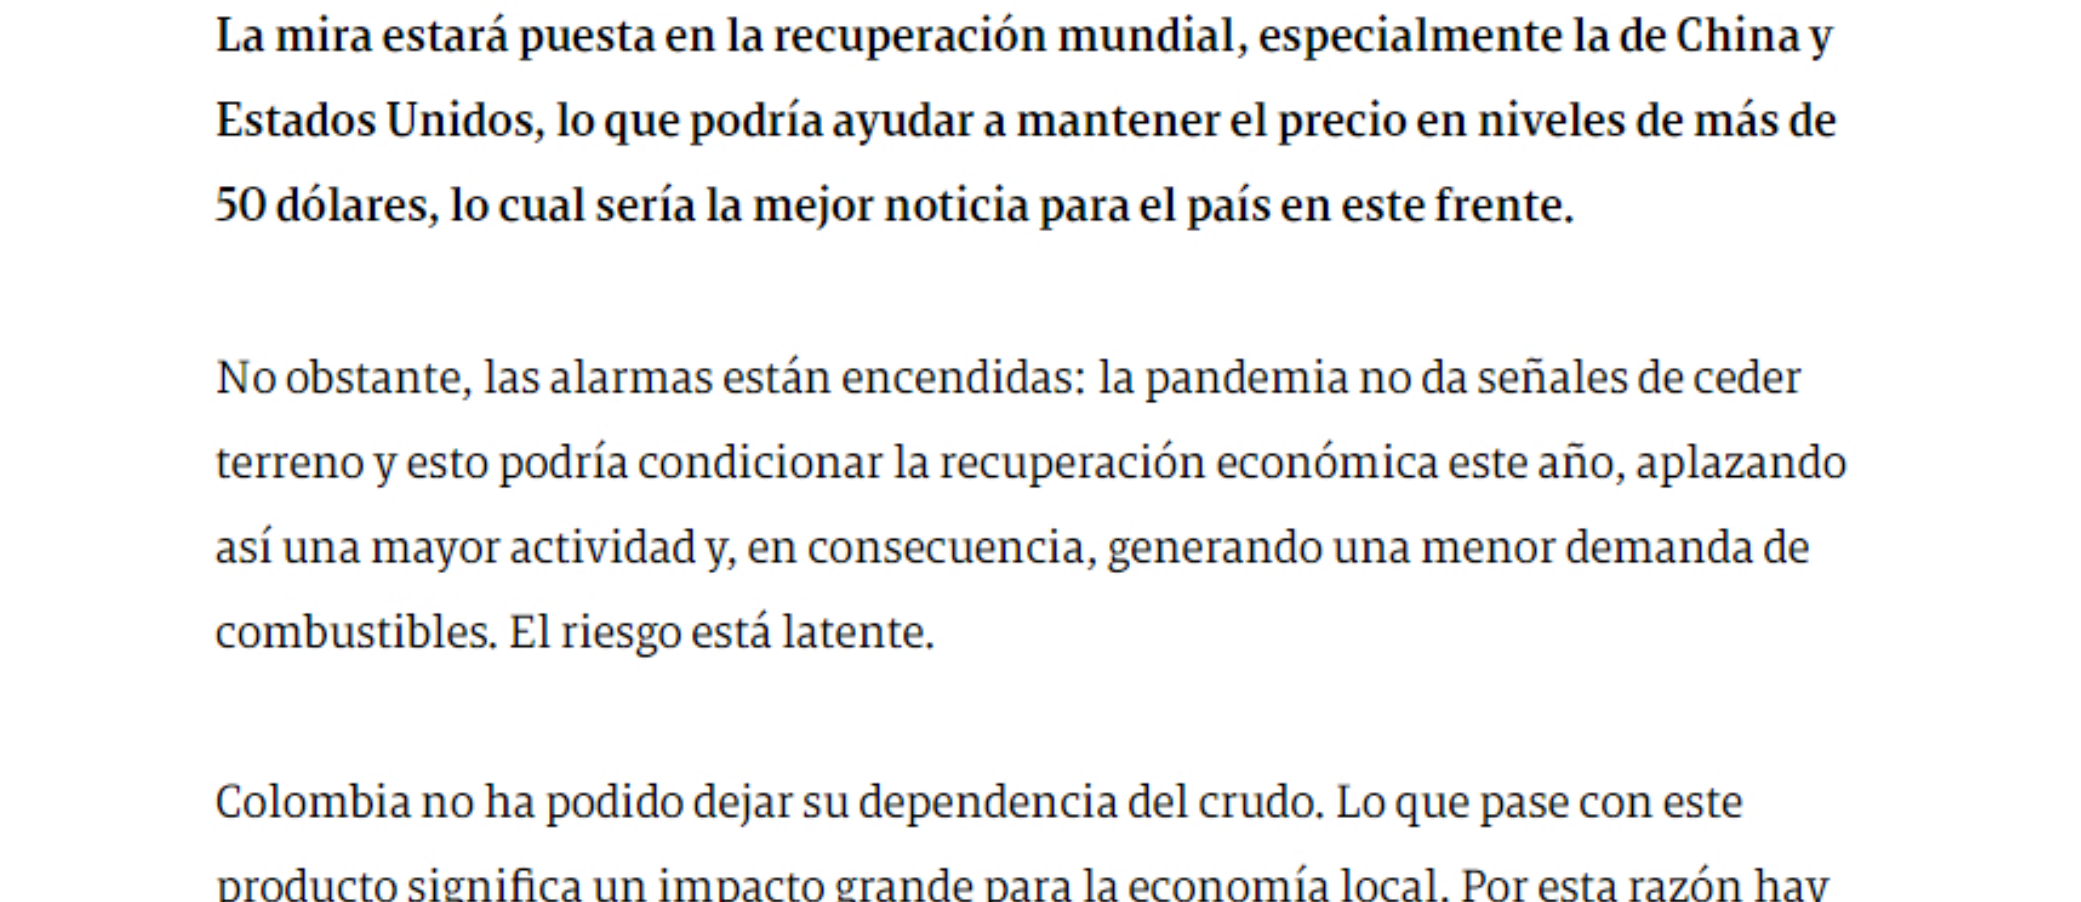 La mira estará puesta en la recuperación mundial, especialmente la de China y
Estados Unidos, lo que podría ayudar a mantener el precio en niveles de más de
50 dólares, lo cual sería la mejor noticia para el país en este frente.
No obstante, las alarmas están encendidas: la pandemia no da señales de ceder
terreno y esto podría condicionar la recuperación económica este año, aplazando
así una mayor actividad y, en consecuencia, generando una menor demanda de
combustibles. El riesgo está latente.
Colombia no ha podido dejar su dependencia del crudo. Lo que pase con este
producto significa un impacto grande para la economía local. Por esta razón hay